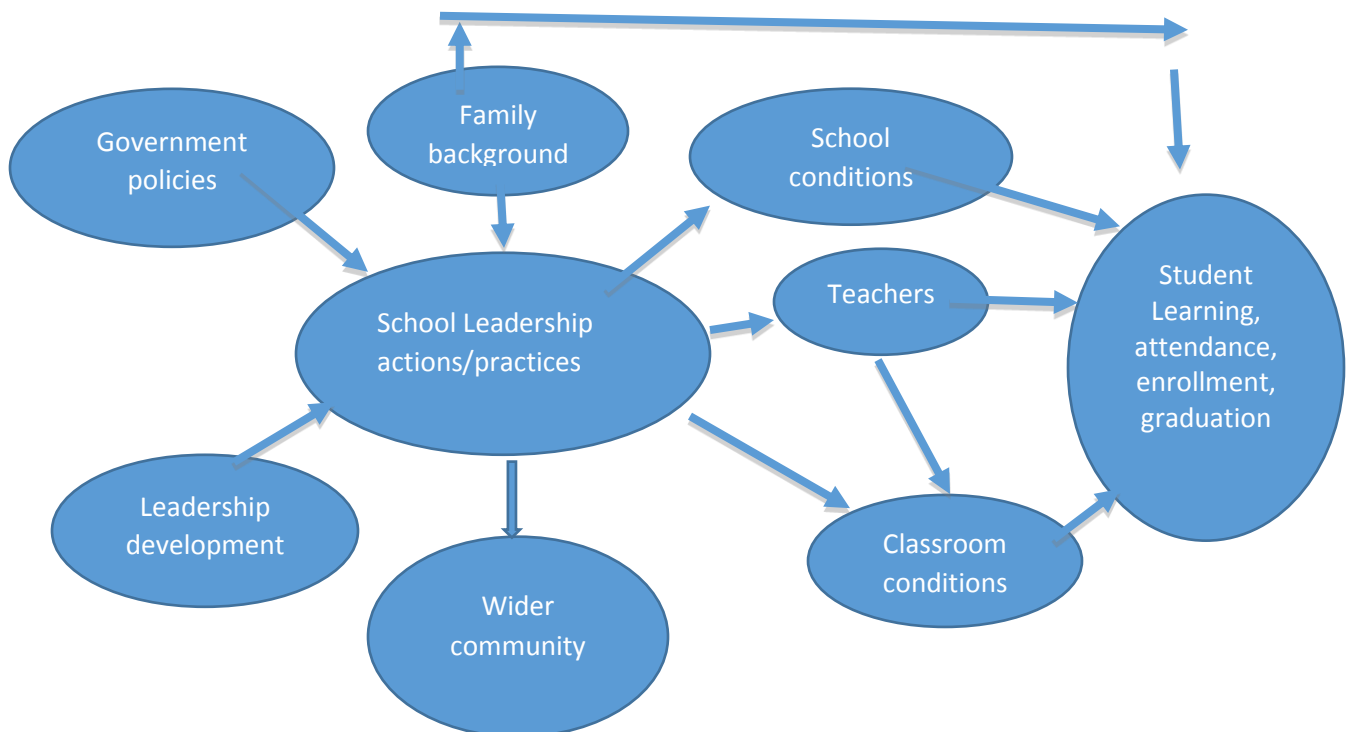 Family
background
Government
policies
School
conditions
Teachers
School Leadership
actions/practices
Student
Learning,
attendance,
enrollment,
graduation
Leadership
development
Classroom
conditions
Wider
community